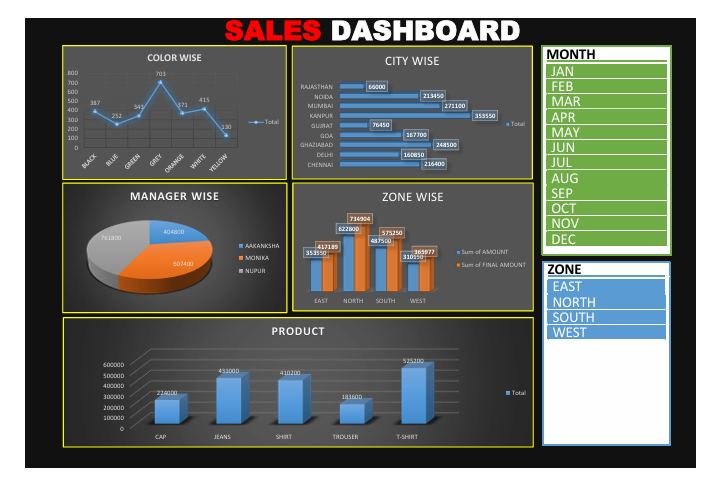 SALES DASHBOARD
COLOR WISE
800
700
600
500
400
300
200
100
0
387
252
343
703
371
415
130
BLACK
BLUE
GREEN
GREY
ORANGE
WHITE
YELLOW
Total
CITY WISE
RAJASTHAN 66000
NOIDA 213450
MUMBAI 271100
KANPUR 353550
GUJRAT 76450
GOA 167700
GHAZIABAD 248500
DELHI 160850
CHENNAI 216400
Total
MANAGER WISE
761800
404800
607400
AAKANKSHA
MONIKA
NUPUR
ZONE WISE
353550
417189
622800
734904
487500
575250
310150
365977
EAST NORTH SOUTH WEST
Sum of AMOUNT
Sum of FINAL AMOUNT
PRODUCT
600000
500000
400000
300000
200000
100000
0
224000
431000
410200
183600
525200
CAP JEANS SHIRT TROUSER T-SHIRT
Total
MONTH
JAN
FEB
MAR
APR
MAY
JUN
JUL
AUG
SEP
OCT
NOV
DEC
ZONE
EAST
NORTH
SOUTH
WEST